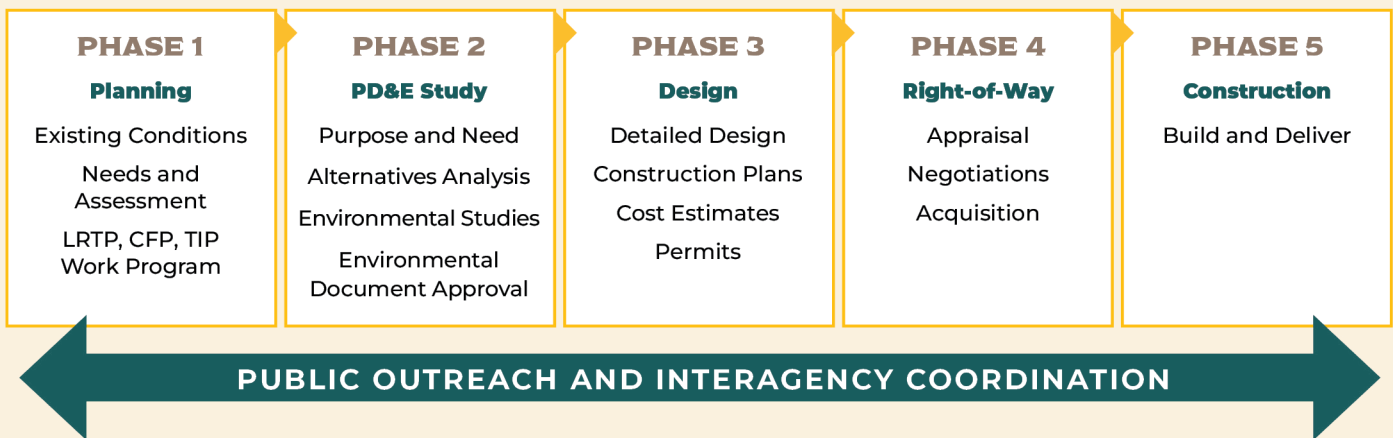 PHASE 1
Planning
Existing Conditions
Needs and
Assessment
LRTP, CFP, TIP
Work Program
PHASE 2
PD&E Study
Purpose and Need
Alternatives Analysis
Environmental Studies
Environmental
Document Approval
PHASE 3
Design
Detailed Design
Construction Plans
Cost Estimates
Permits
PHASE 4
Right-of-Way
Appraisal
Negotiations
Acquisition
PHASE 5
Construction
Build and Deliver
PUBLIC OUTREACH AND INTERAGENCY COORDINATION